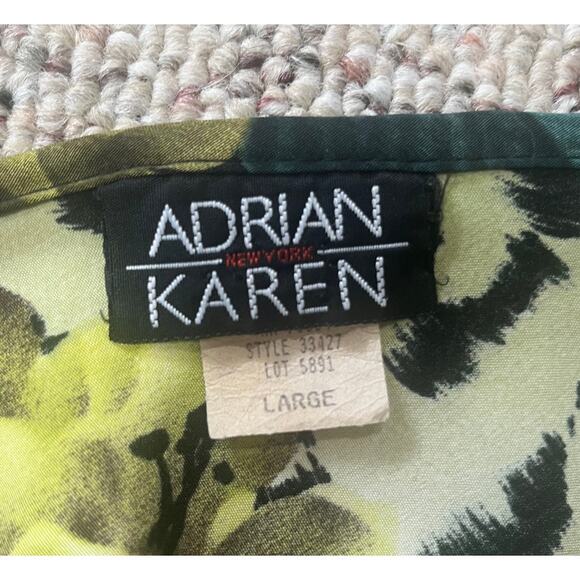 ADRIAN
NEW YORK
KAREN
STYLE 33427
LOT 5891
LARGE